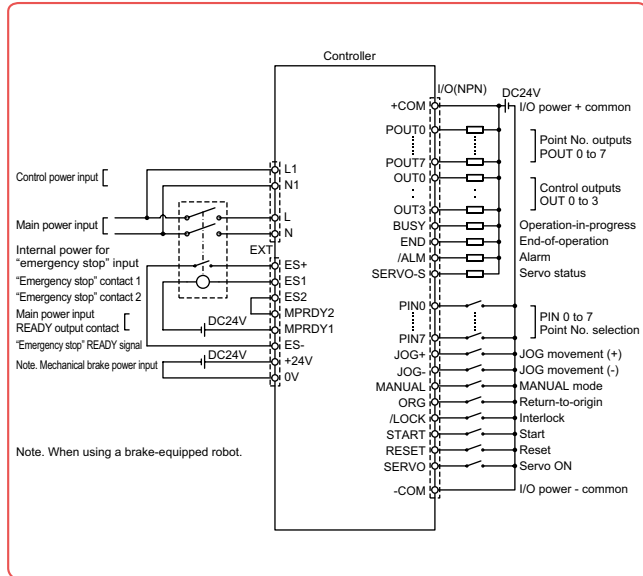 Controller
I/O(NPN)
DC24V
+COM
I/O power + common
POUT0
Point No. outputs
POUT 0 to 7
POUT7
OUT0
Control outputs
OUT 0 to 3
OUT3
BUSY
Operation-in-progress
END
End-of-operation
/ALM
Alarm
SERVO-S
Servo status
PIN0
PIN 0 to 7
Point No. selection
PIN7
JOG+
JOG movement (+)
JOG-
JOG movement (-)
MANUAL
MANUAL mode
ORG
Return-to-origin
/LOCK
Interlock
START
Start
RESET
Reset
SERVO
Servo ON
-COM
I/O power - common
Control power input
L1
N1
Main power input
L
N
Internal power for
"emergency stop" input
EXT
ES+
"Emergency stop" contact 1
ES1
"Emergency stop" contact 2
ES2
Main power input
READY output contact
MPRDY2
DC24V
MPRDY1
"Emergency stop" READY signal
ES-
Note. Mechanical brake power input
DC24V
+24V
0V
Note. When using a brake-equipped robot.